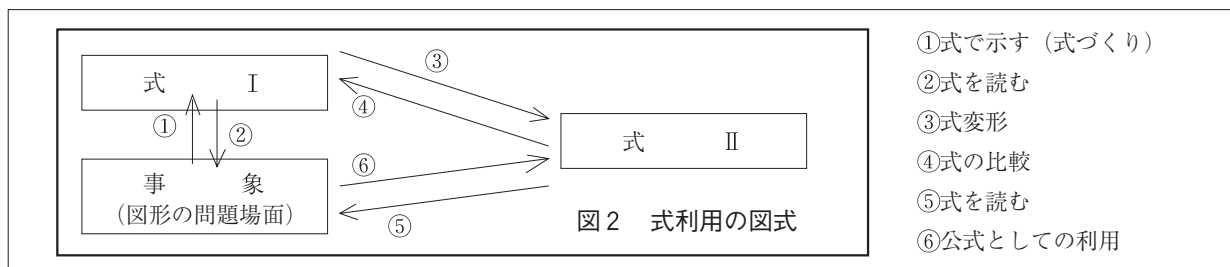 式　Ⅰ
③
④
①
②
事　象
（図形の問題場面）
⑥
⑤
式　Ⅱ
図２　式利用の図式
①式で示す（式づくり）
②式を読む
③式変形
④式の比較
⑤式を読む
⑥公式としての利用